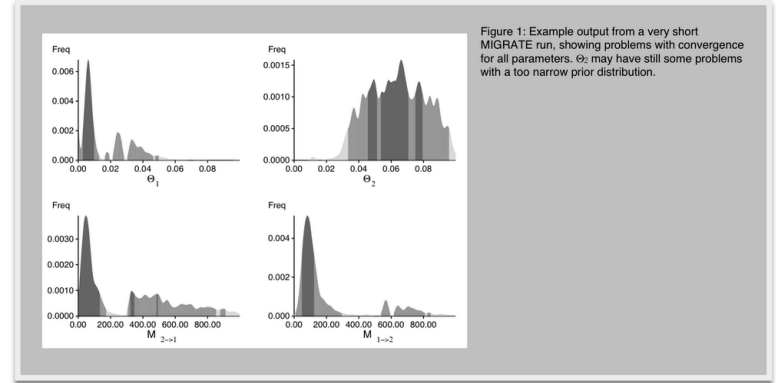 Figure 1: Example output from a very short
MIGRATE run, showing problems with convergence
for all parameters. Θ2 may have still some problems
with a too narrow prior distribution.
Freq
0.006
0.004
0.002
0.000
0.00 0.02 0.04 0.06 0.08
Θ1
Freq
0.0015
0.0010
0.0005
0.0000
0.00 0.02 0.04 0.06 0.08
Θ2
Freq
0.0030
0.0020
0.0010
0.0000
0.00 200.00 400.00 600.00 800.00
M 2->1
Freq
0.004
0.002
0.000
0.00 200.00 400.00 600.00 800.00
M 1->2